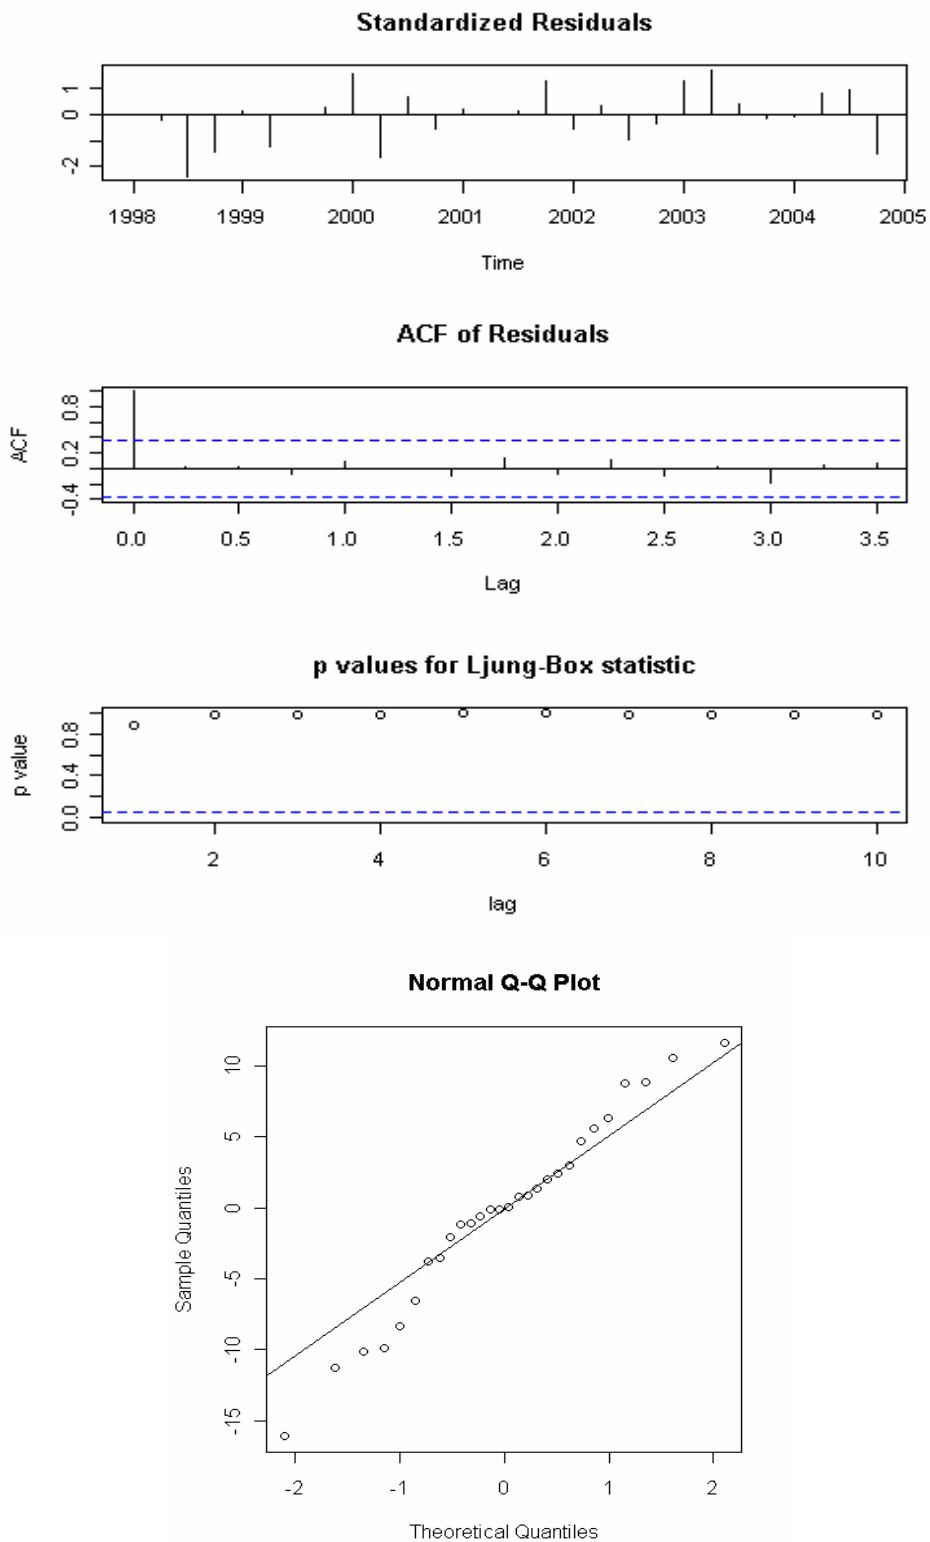 Standardized Residuals
1
0
-2
1998 1999 2000 2001 2002 2003 2004 2005
Time
ACF of Residuals
ACF
0.8
0.2
-0.4
0.0 0.5 1.0 1.5 2.0 2.5 3.0 3.5
Lag
p values for Ljung-Box statistic
p value
0.8
0.4
0.0
2 4 6 8 10
lag
Normal Q-Q Plot
Sample Quantiles
10
5
0
-5
-10
-15
-2 -1 0 1 2
Theoretical Quantiles